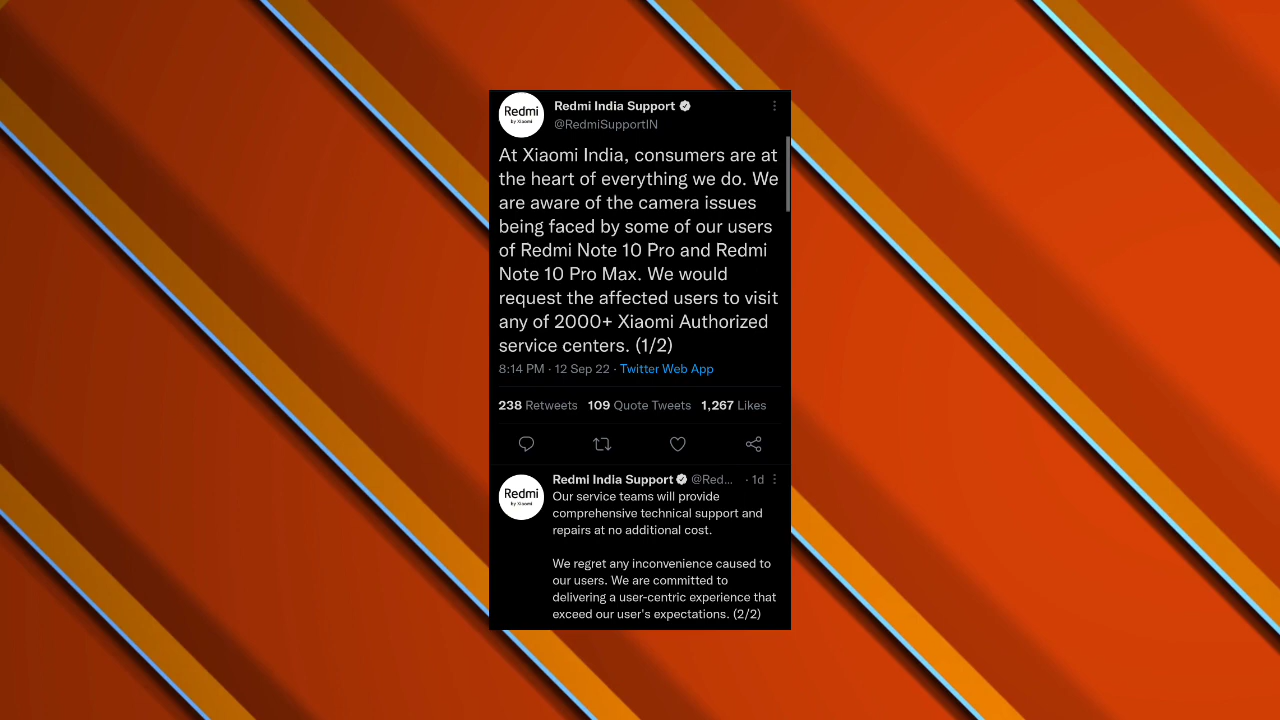 Redmi
by Xiaomi
Redmi India Support
@RedmiSupportIN
At Xiaomi India, consumers are at
the heart of everything we do. We
are aware of the camera issues
being faced by some of our users
of Redmi Note 10 Pro and Redmi
Note 10 Pro Max. We would
request the affected users to visit
any of 2000+ Xiaomi Authorized
service centers. (1/2)
8:14 PM · 12 Sep 22 · Twitter Web App
238 Retweets 109 Quote Tweets 1,267 Likes
Redmi
by Xiaomi
Redmi India Support @Red... · 1d
Our service teams will provide
comprehensive technical support and
repairs at no additional cost.
We regret any inconvenience caused to
our users. We are committed to
delivering a user-centric experience that
exceed our user's expectations. (2/2)